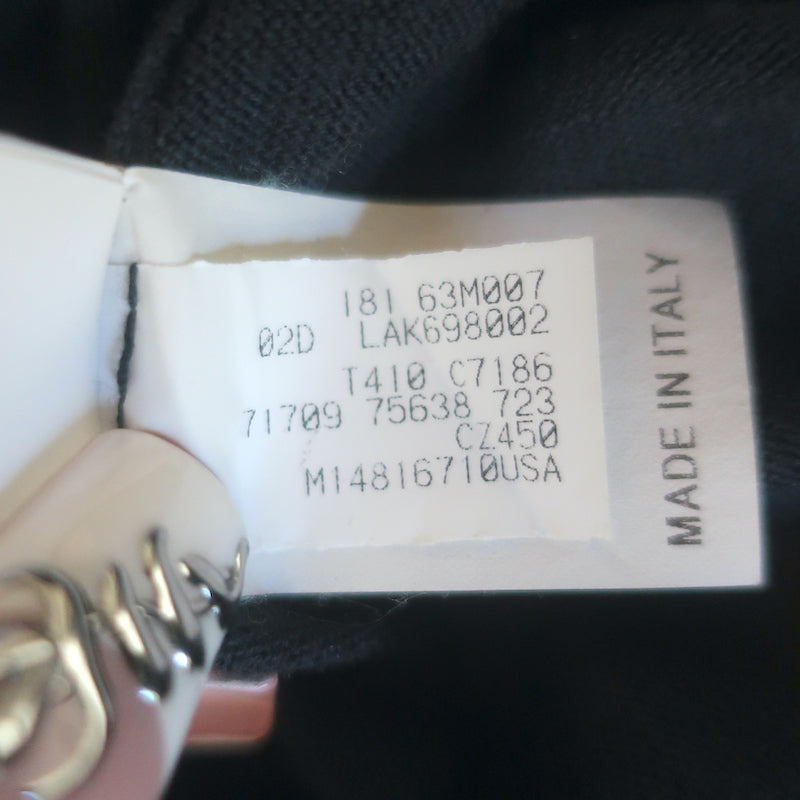 181 63M007
02D LAK698002
T410 C7186
71709 75638 723
CZ450
M14816710USA
MADE IN ITALY